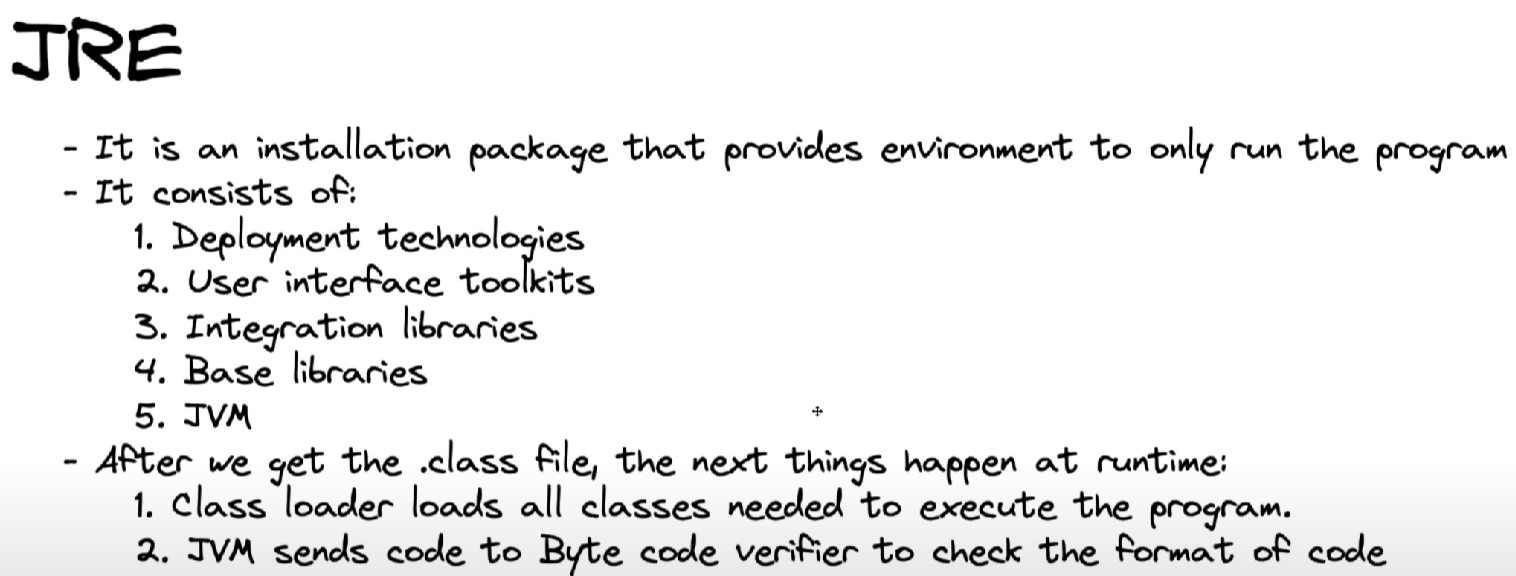 JRE
- It is an installation package that provides environment to only run the program
- It consists of:
1. Deployment technologies
2. User interface toolkits
3. Integration libraries
4. Base libraries
5. JVM
- After we get the .class file, the next things happen at runtime:
1. Class loader loads all classes needed to execute the program.
2. JVM sends code to Byte code verifier to check the format of code